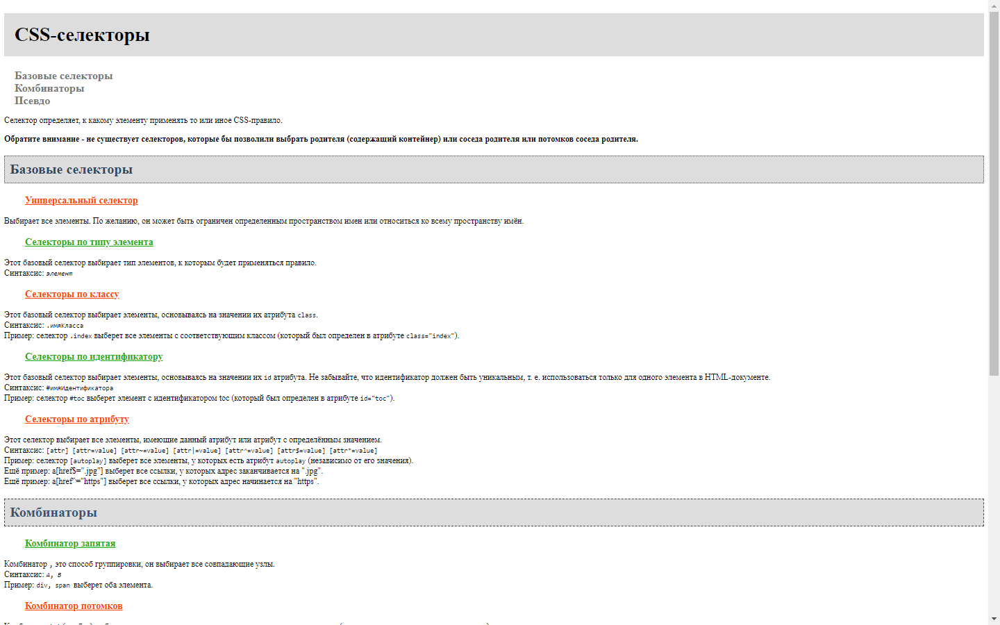 CSS-селекторы
Базовые селекторы
Комбинаторы
Псевдо
Селектор определяет, к какому элементу применять то или иное CSS-правило.
Обратите внимание - не существует селекторов, которые бы позволили выбрать родителя (содержащий контейнер) или соседа родителя или потомков соседа родителя.
Базовые селекторы
Универсальный селектор
Выбирает все элементы. По желанию, он может быть ограничен определенным пространством имен или относиться ко всему пространству имён.
Селекторы по типу элемента
Этот базовый селектор выбирает тип элементов, к которым будет применяться правило.
Синтаксис: элемент
Селекторы по классу
Этот базовый селектор выбирает элементы, основываясь на значении их атрибута class.
Синтаксис: .имяКласса
Пример: селектор .index выберет все элементы с соответствующим классом (который был определен в атрибуте class="index").
Селекторы по идентификатору
Этот базовый селектор выбирает элементы, основываясь на значении их id атрибута. Не забывайте, что идентификатор должен быть уникальным, т. е. использоваться только для одного элемента в HTML-документе.
Синтаксис: #имяИдентификатора
Пример: селектор #toc выберет элемент с идентификатором toc (который был определен в атрибуте id="toc").
Селекторы по атрибуту
Этот селектор выбирает все элементы, имеющие данный атрибут или атрибут с определённым значением.
Синтаксис: [attr] [attr=value] [attr~=value] [attr|=value] [attr^=value] [attr$=value] [attr*=value]
Пример: селектор [autoplay] выберет все элементы, у которых есть атрибут autoplay (независимо от его значения).
Ещё пример: a[href$=".jpg"] выберет все ссылки, у которых адрес заканчивается на ".jpg".
Ещё пример: a[href^="https"] выберет все ссылки, у которых адрес начинается на "https".
Комбинаторы
Комбинатор запятая
Комбинатор , это способ группировки, он выбирает все совпадающие узлы.
Синтаксис: A, B
Пример: div, span выберет оба элемента.
Комбинатор потомков